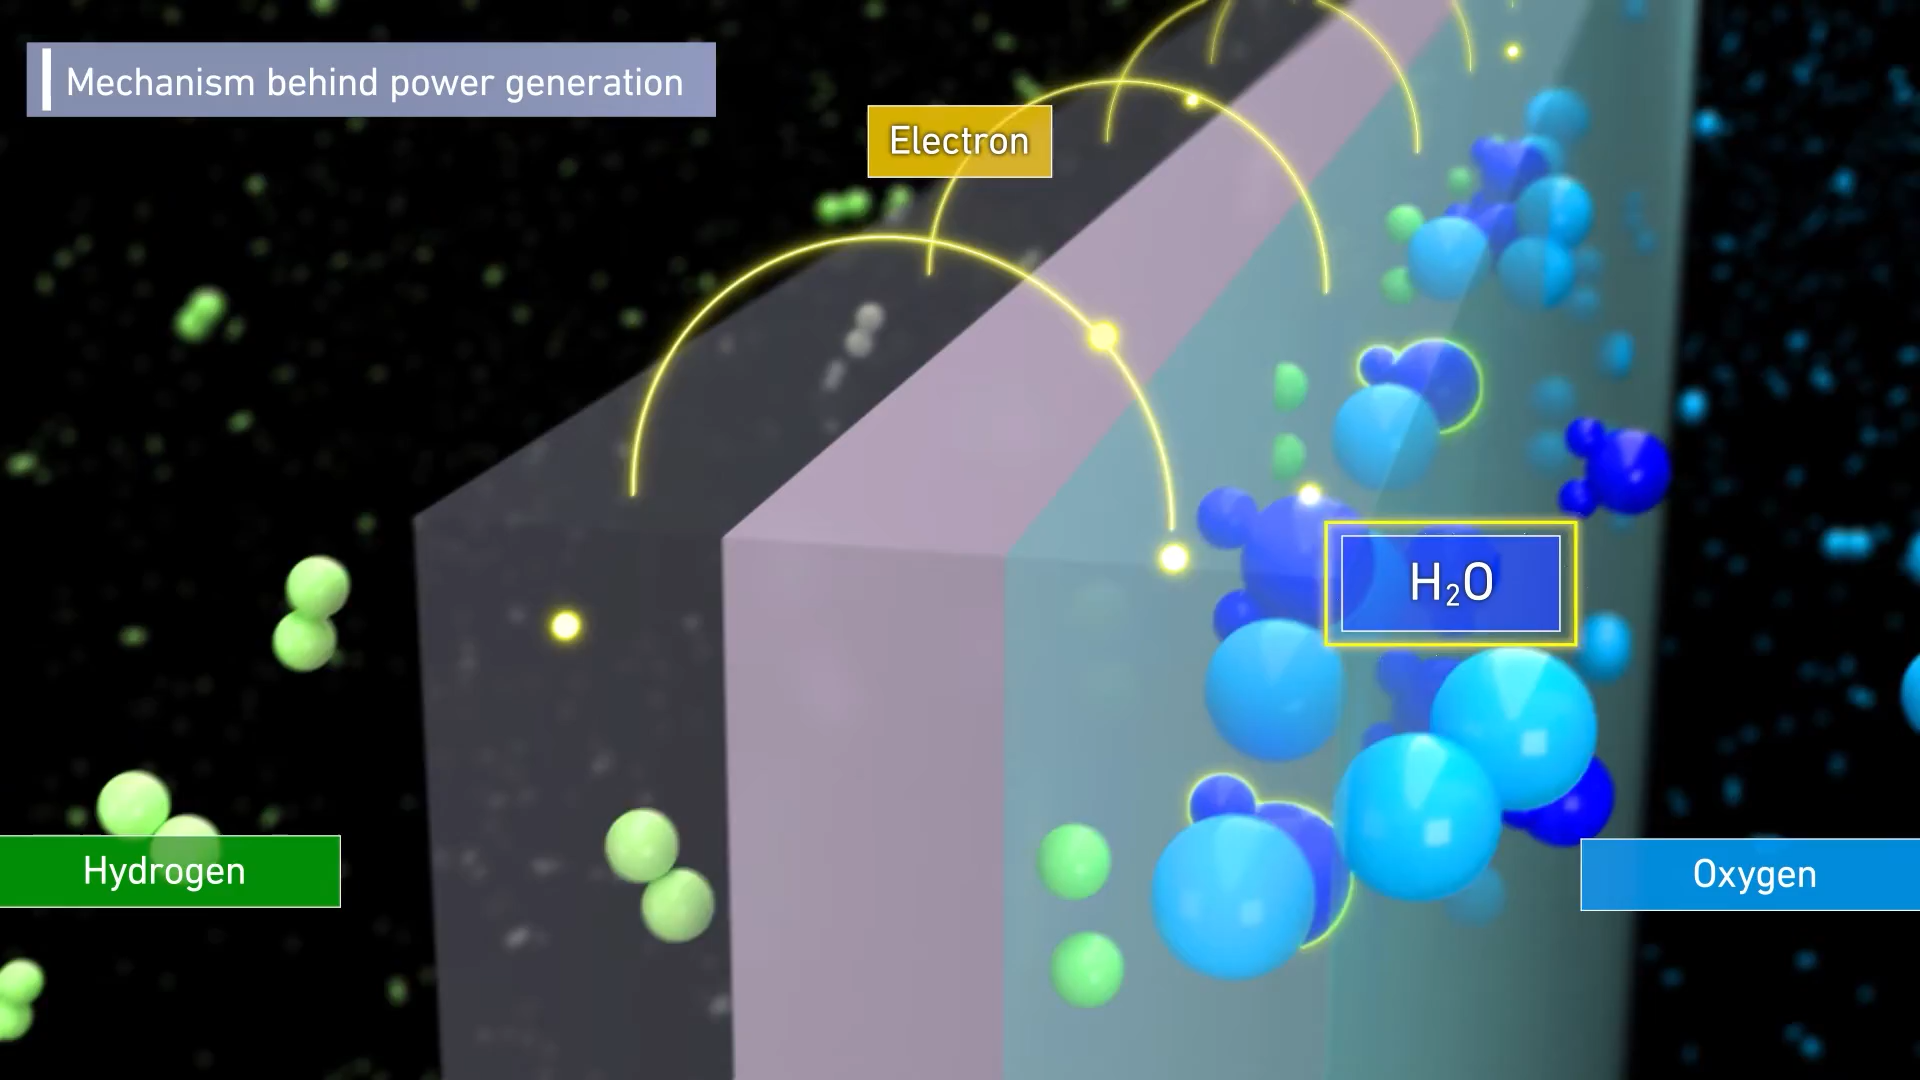 Mechanism behind power generation
Electron
H₂O
Hydrogen
Oxygen